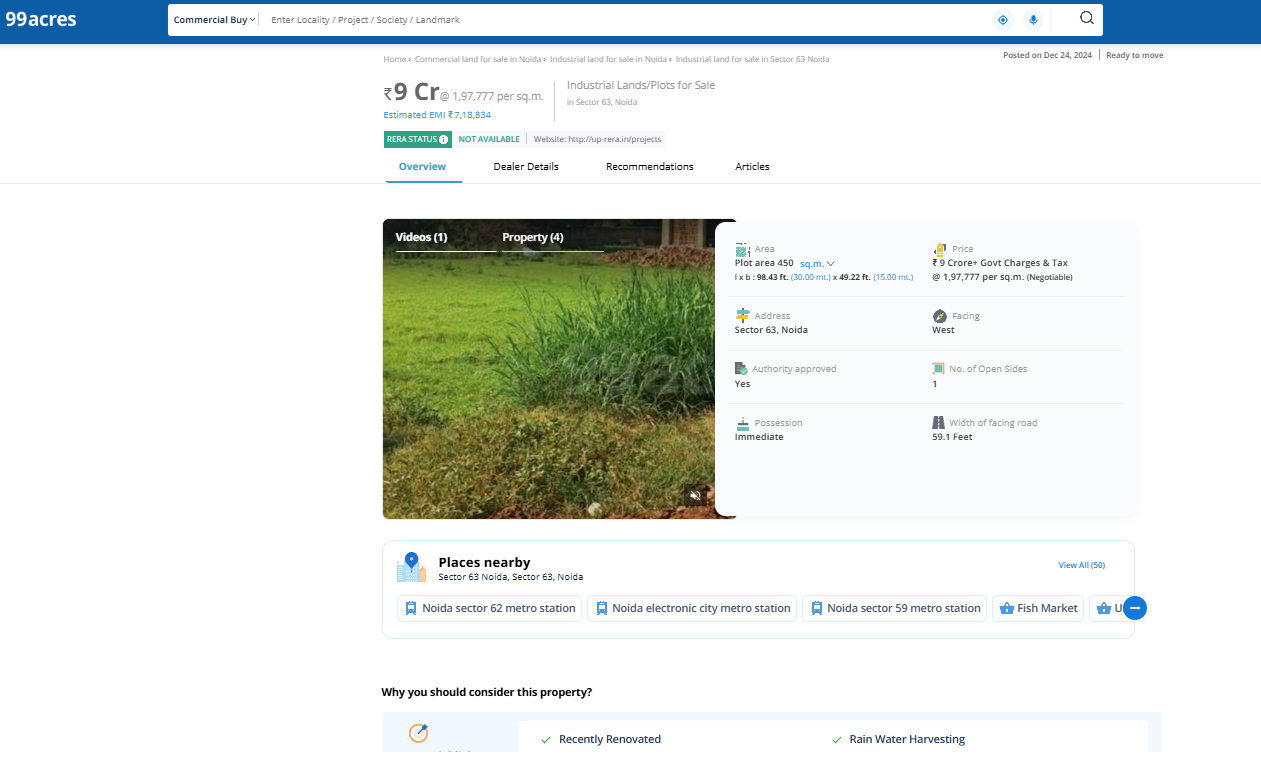 99acres
Commercial Buy
Enter Locality / Project / Society / Landmark
Home › Commercial land for sale in Noida › Industrial land for sale in Noida › Industrial land for sale in Sector 63 Noida
Posted on Dec 24, 2024 | Ready to move
₹9 Cr @ 1,97,777 per sq.m.
Estimated EMI ₹7,18,834
Industrial Lands/Plots for Sale
in Sector 63, Noida
RERA STATUS NOT AVAILABLE | Website: http://up-rera.in/projects
Overview Dealer Details Recommendations Articles
Videos (1) Property (4)
Area
Plot area 450 sq.m.
l x b : 98.43 ft. (30.00 mt.) x 49.22 ft. (15.00 mt.)
Price
₹ 9 Crore+ Govt Charges & Tax
@ 1,97,777 per sq.m. (Negotiable)
Address
Sector 63, Noida
Facing
West
Authority approved
Yes
No. of Open Sides
1
Possession
Immediate
Width of facing road
59.1 Feet
Places nearby
Sector 63 Noida, Sector 63, Noida
View All (50)
Noida sector 62 metro station Noida electronic city metro station Noida sector 59 metro station Fish Market U
Why you should consider this property?
Recently Renovated Rain Water Harvesting